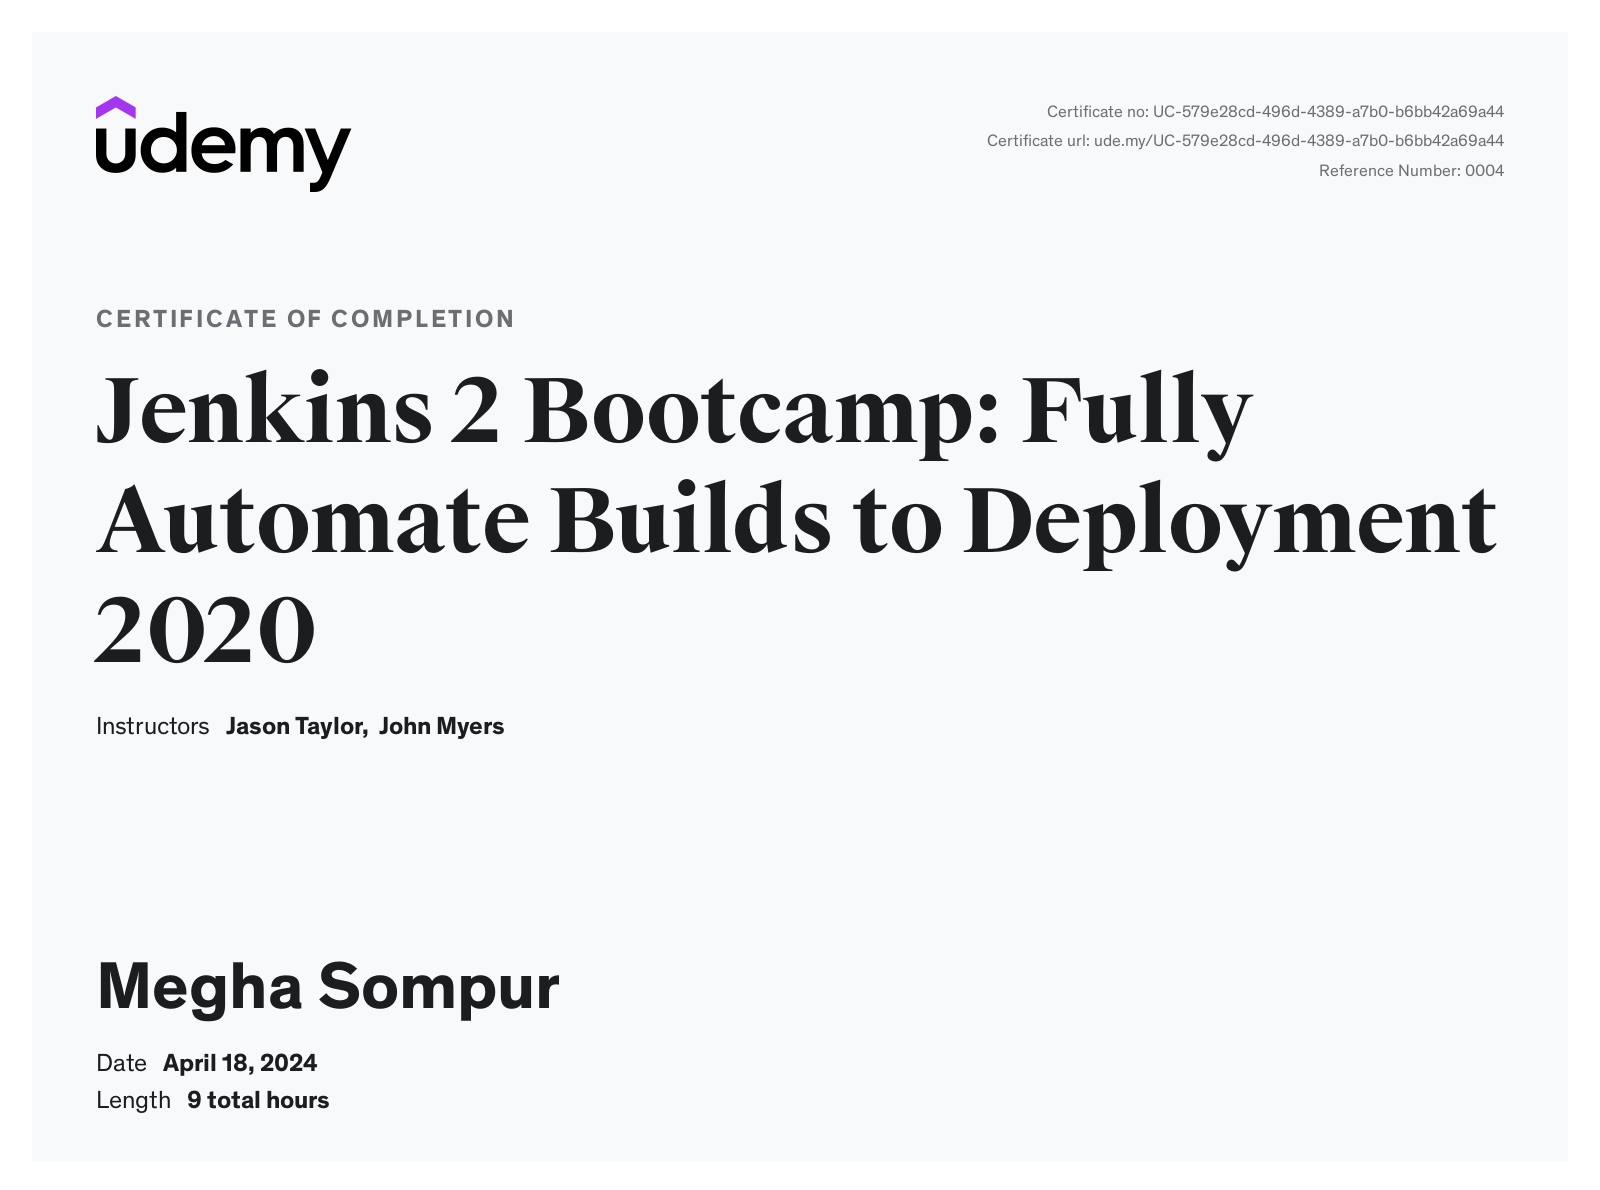 udemy
Certificate no: UC-579e28cd-496d-4389-a7b0-b6bb42a69a44
Certificate url: ude.my/UC-579e28cd-496d-4389-a7b0-b6bb42a69a44
Reference Number: 0004
CERTIFICATE OF COMPLETION
Jenkins 2 Bootcamp: Fully
Automate Builds to Deployment
2020
Instructors Jason Taylor, John Myers
Megha Sompur
Date April 18, 2024
Length 9 total hours